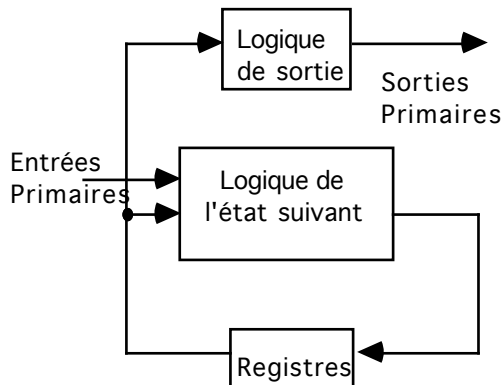 Logique
de sortie
Sorties
Primaires
Entrées
Primaires
Logique de
l'état suivant
Registres